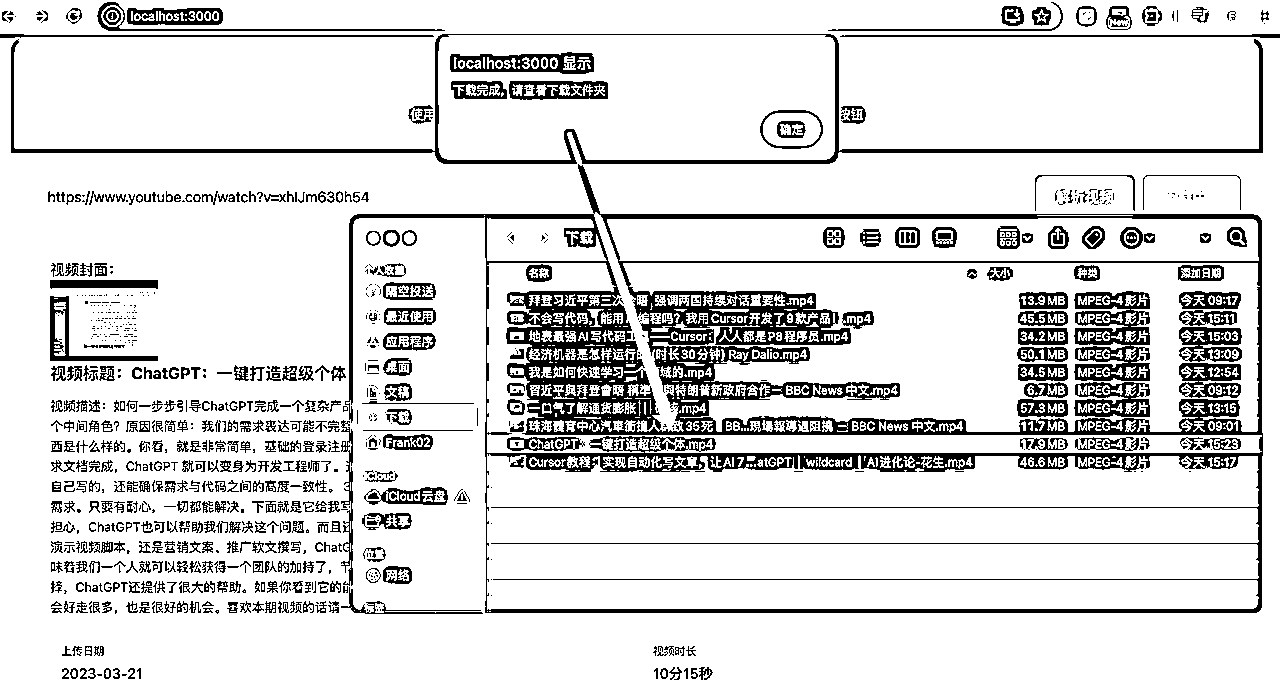 localhost:3000
New
localhost:3000 显示
下载完成，请查看下载文件夹
使用
按钮
确定
https://www.youtube.com/watch?v=xhIJm630h54
解析视频
下载
视频封面：
个人收藏
隔空投送
最近使用
应用程序
桌面
文稿
下载
Frank02
iCloud
iCloud云盘
共享
位置
网络
标签
名称 大小 种类 添加日期
拜登习近平第三次会晤 强调两国持续对话重要性.mp4 13.9 MB MPEG-4影片 今天 09:17
不会写代码，能用 编程吗？我用Cursor开发了9款产品！.mp4 45.5 MB MPEG-4影片 今天 15:11
地表最强AI写代码工 Cursor，人人都是P8程序员.mp4 34.2 MB MPEG-4影片 今天 15:03
经济机器是怎样运行 (时长30分钟) Ray Dalio.mp4 50.1 MB MPEG-4影片 今天 13:09
我是如何快速学习一个 域的.mp4 34.5 MB MPEG-4影片 今天 12:54
習近平與拜登會晤 與特朗普新政府合作－ BBC News 中文.mp4 6.7 MB MPEG-4影片 今天 09:12
一口气了解通货膨胀 .mp4 57.3 MB MPEG-4影片 今天 13:15
珠海體育中心汽車衝撞人群致35死 BB...現場報導遇阻撓－ BBC News 中文.mp4 11.7 MB MPEG-4影片 今天 09:01
ChatGPT：一键打造超级个体.mp4 17.9 MB MPEG-4影片 今天 15:23
Cursor教程：实现自动化写文章，让AI 7...atGPT | wildcard | AI进化论-花生.mp4 46.6 MB MPEG-4影片 今天 15:17
视频标题：ChatGPT：一键打造超级个体
视频描述：如何一步步引导ChatGPT完成一个复杂产品
个中间角色？原因很简单：我们的需求表达可能不完整
西是什么样的。你看，就是非常简单，基础的登录注册
求文档完成，ChatGPT 就可以变身为开发工程师了。
自己写的，还能确保需求与代码之间的高度一致性。
需求。只要有耐心，一切都能解决。下面就是它给我写
担心，ChatGPT也可以帮助我们解决这个问题。而且还
演示视频脚本，还是营销文案、推广软文撰写，ChatG
味着我们一个人就可以轻松获得一个团队的加持了，节
择，ChatGPT还提供了很大的帮助。如果你看到它的前
会好走很多，也是很好的机会。喜欢本期视频的话请一
上传日期
2023-03-21
视频时长
10分15秒